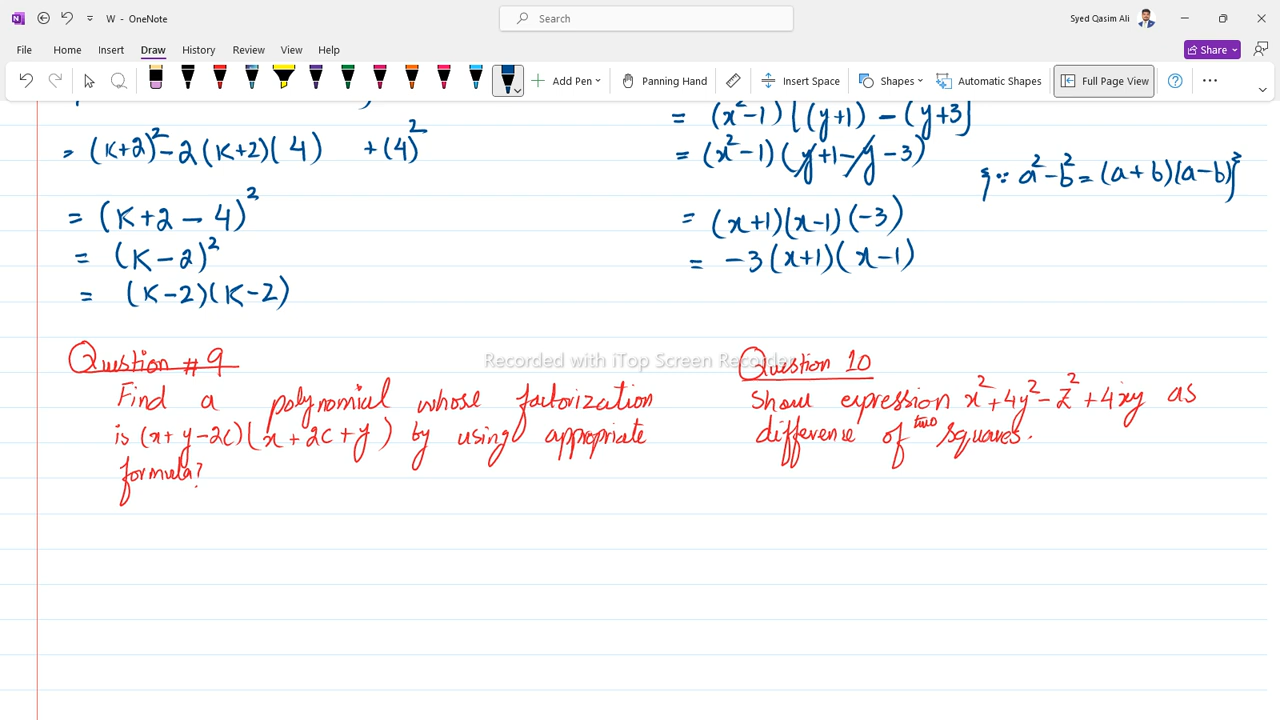 W - OneNote
Search
Syed Qasim Ali
File Home Insert Draw History Review View Help
Share
Add Pen
Panning Hand
Insert Space
Shapes
Automatic Shapes
Full Page View
= (K+2)² - 2(K+2)(4) + (4)²
= (K+2 - 4)²
= (K-2)²
= (K-2)(K-2)
= (x²-1)[(y+1) - (y+3]
= (x²-1)(y+1-y-3)
{∵ a²-b² = (a+b)(a-b)}
= (x+1)(x-1)(-3)
= -3(x+1)(x-1)
Question # 9
Find a polynomial whose factorization
is (x+y-2c)(x+2c+y) by using appropriate
formula?
Question 10
Show expression x²+4y²-z²+4xy as
difference of two squares.
Recorded with iTop Screen Recorder